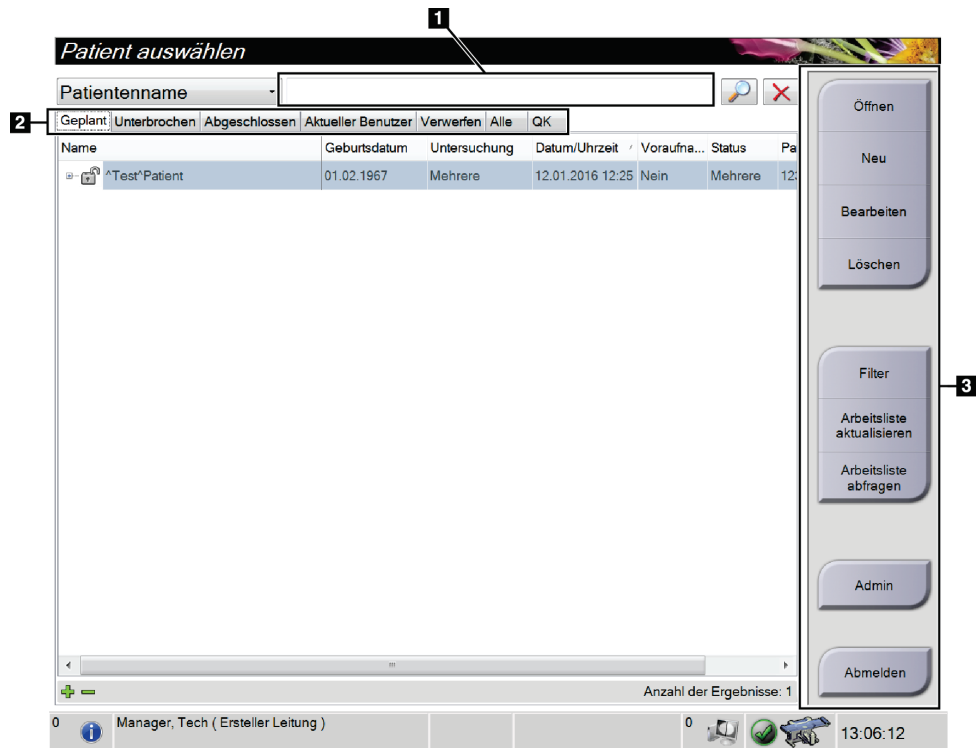 1
Patient auswählen
Patientenname
2
Geplant Unterbrochen Abgeschlossen Aktueller Benutzer Verwerfen Alle QK
Name Geburtsdatum Untersuchung Datum/Uhrzeit Voraufna... Status Pa
^Test^Patient 01.02.1967 Mehrere 12.01.2016 12:25 Nein Mehrere 123
Anzahl der Ergebnisse: 1
Öffnen
Neu
Bearbeiten
Löschen
Filter
3
Arbeitsliste
aktualisieren
Arbeitsliste
abfragen
Admin
Abmelden
0 Manager, Tech ( Ersteller Leitung ) 0 13:06:12